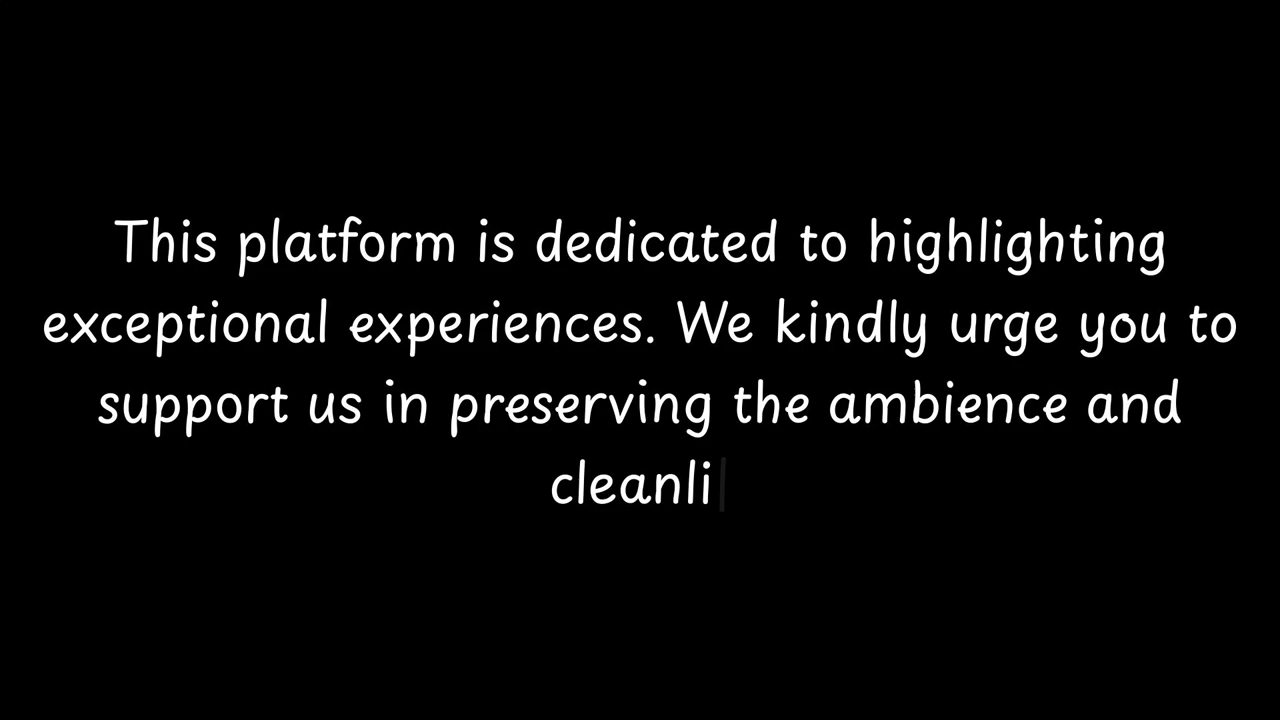 This platform is dedicated to highlighting
exceptional experiences. We kindly urge you to
support us in preserving the ambience and
cleanli